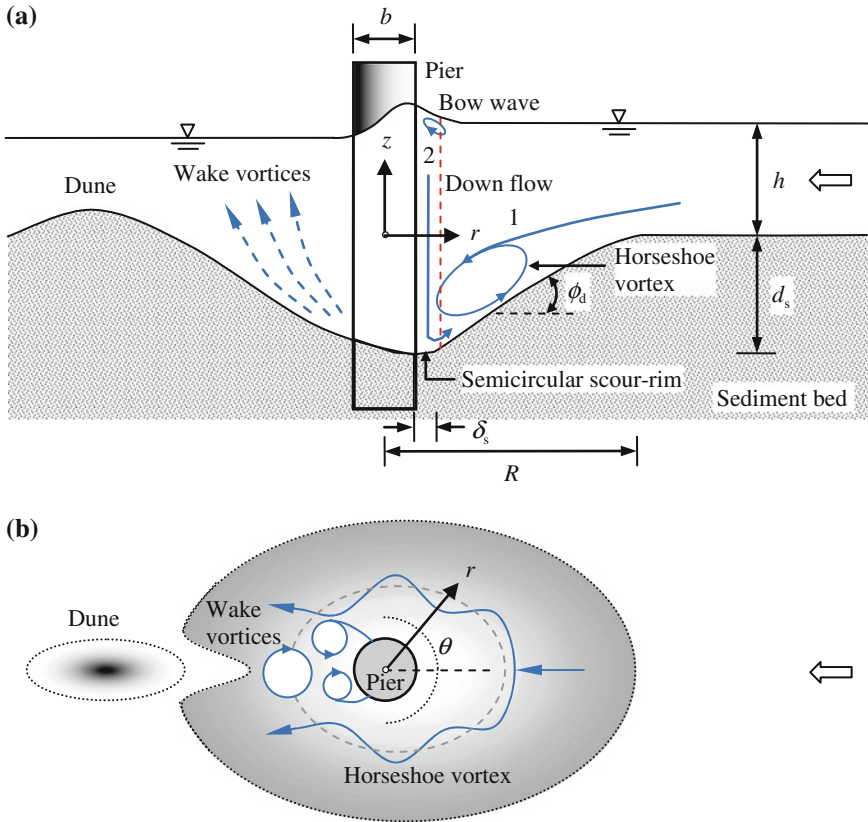 (a)
b
Pier
Bow wave
z
2
Wake vortices
Down flow
h
Dune
1
r
Horseshoe
vortex
ϕd
ds
Semicircular scour-rim
Sediment bed
δs
R
(b)
r
Dune
Wake
vortices
θ
Pier
Horseshoe vortex